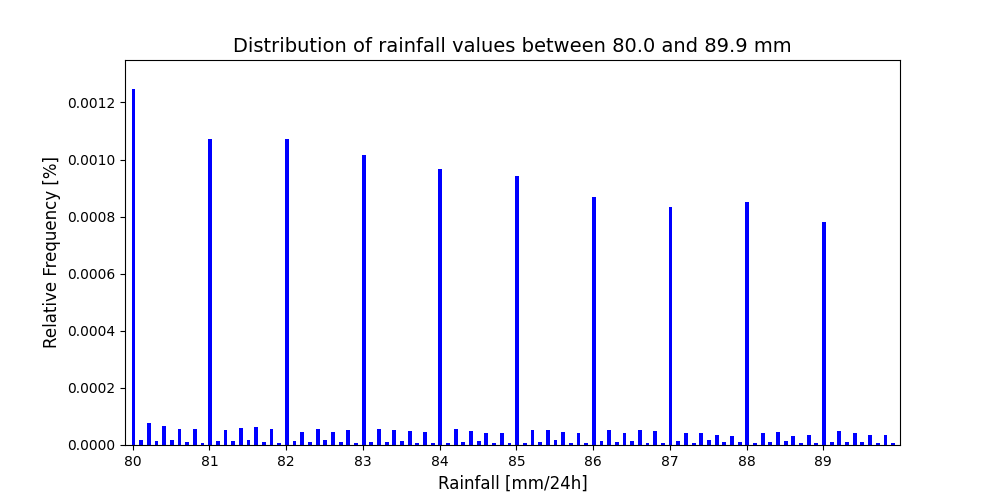 Distribution of rainfall values between 80.0 and 89.9 mm
0.0012
0.0010
0.0008
0.0006
0.0004
0.0002
0.0000
Relative Frequency [%]
80 81 82 83 84 85 86 87 88 89
Rainfall [mm/24h]